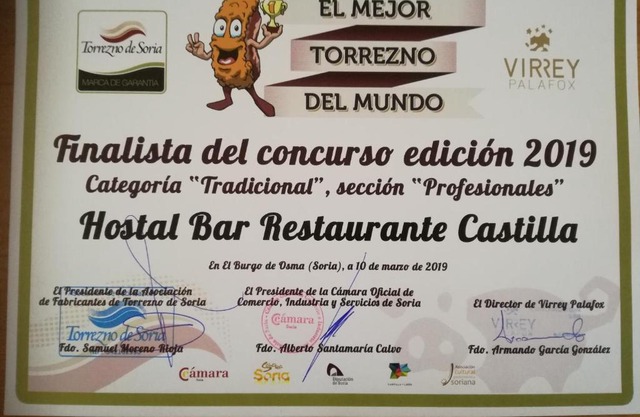 Torrezno de Soria
MARCA DE GARANTÍA
EL MEJOR
TORREZNO
DEL MUNDO
VIRREY
PALAFOX
Finalista del concurso edición 2019
Categoría "Tradicional", sección "Profesionales"
Hostal Bar Restaurante Castilla
En El Burgo de Osma (Soria), a 10 de marzo de 2019
El Presidente de la Asociación
de Fabricantes de Torrezno de Soria
El Presidente de la Cámara Oficial de
Comercio, Industria y Servicios de Soria
El Director de Virrey Palafox
Torrezno de Soria
Cámara
VIRREY
Fdo. Samuel Moreno Rioja
Fdo. Alberto Santamaría Calvo
Fdo. Armando García González
Cámara
Soria
soriana